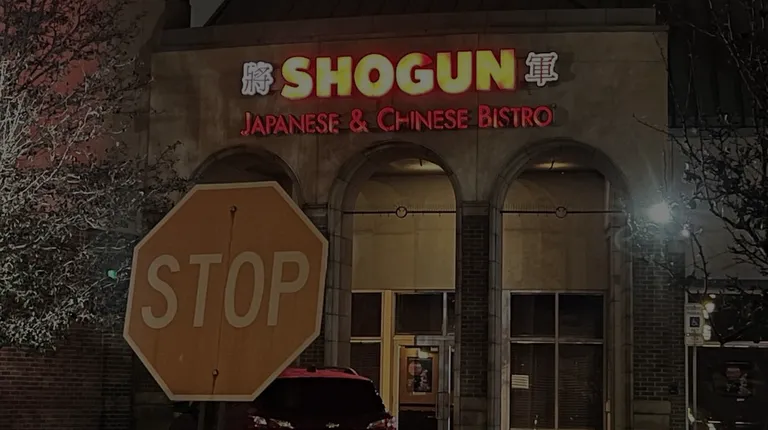 將 SHOGUN 軍
JAPANESE & CHINESE BISTRO
STOP